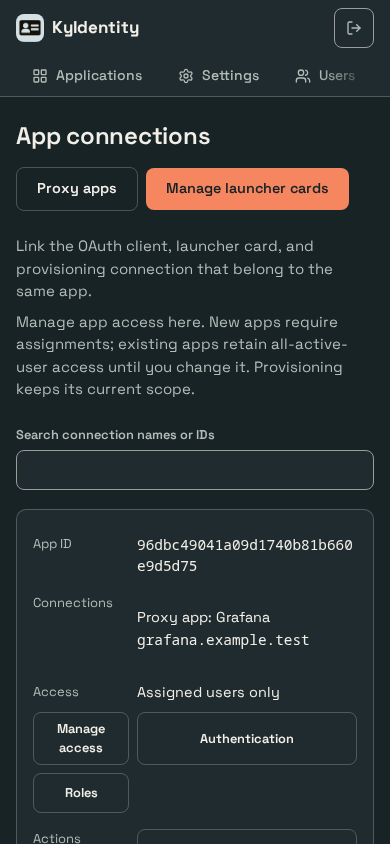 KyIdentity
Applications
Settings
Users
App connections
Proxy apps
Manage launcher cards
Link the OAuth client, launcher card, and
provisioning connection that belong to the
same app.
Manage app access here. New apps require
assignments; existing apps retain all-active-
user access until you change it. Provisioning
keeps its current scope.
Search connection names or IDs
App ID
96dbc49041a09d1740b81b660
e9d5d75
Connections
Proxy app: Grafana
grafana.example.test
Access
Assigned users only
Manage
access
Authentication
Roles
Actions